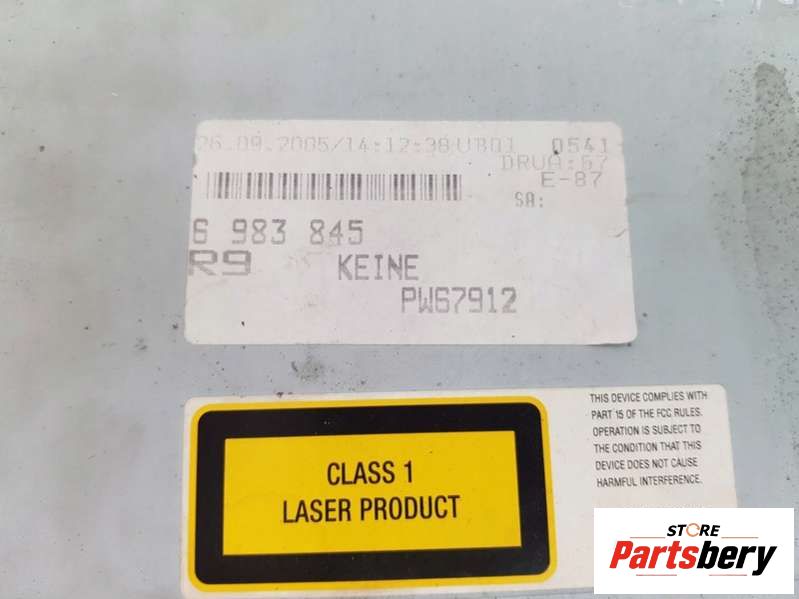 26.09.2005/14:12:38 UB01 0541
DRUA:67
E-87
SA:
6 983 845
R9 KEINE
PW67912
CLASS 1
LASER PRODUCT
THIS DEVICE COMPLIES WITH
PART 15 OF THE FCC RULES.
OPERATION IS SUBJECT TO
THE CONDITION THAT THIS
DEVICE DOES NOT CAUSE
HARMFUL INTERFERENCE.
STORE
Partsbery